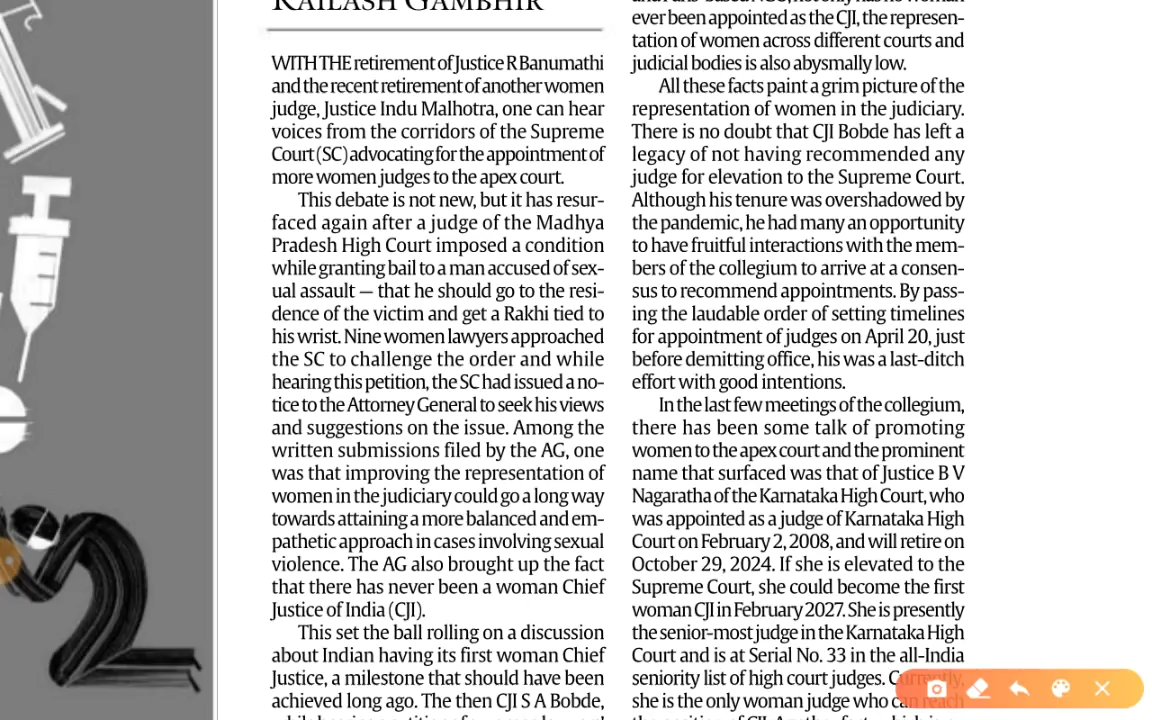 KAILASH GAMBHIR
WITH THE retirement of Justice R Banumathi
and the recent retirement of another women
judge, Justice Indu Malhotra, one can hear
voices from the corridors of the Supreme
Court (SC) advocating for the appointment of
more women judges to the apex court.
This debate is not new, but it has resur-
faced again after a judge of the Madhya
Pradesh High Court imposed a condition
while granting bail to a man accused of sex-
ual assault — that he should go to the resi-
dence of the victim and get a Rakhi tied to
his wrist. Nine women lawyers approached
the SC to challenge the order and while
hearing this petition, the SC had issued a no-
tice to the Attorney General to seek his views
and suggestions on the issue. Among the
written submissions filed by the AG, one
was that improving the representation of
women in the judiciary could go a long way
towards attaining a more balanced and em-
pathetic approach in cases involving sexual
violence. The AG also brought up the fact
that there has never been a woman Chief
Justice of India (CJI).
This set the ball rolling on a discussion
about Indian having its first woman Chief
Justice, a milestone that should have been
achieved long ago. The then CJI S A Bobde,
ever been appointed as the CJI, the represen-
tation of women across different courts and
judicial bodies is also abysmally low.
All these facts paint a grim picture of the
representation of women in the judiciary.
There is no doubt that CJI Bobde has left a
legacy of not having recommended any
judge for elevation to the Supreme Court.
Although his tenure was overshadowed by
the pandemic, he had many an opportunity
to have fruitful interactions with the mem-
bers of the collegium to arrive at a consen-
sus to recommend appointments. By pass-
ing the laudable order of setting timelines
for appointment of judges on April 20, just
before demitting office, his was a last-ditch
effort with good intentions.
In the last few meetings of the collegium,
there has been some talk of promoting
women to the apex court and the prominent
name that surfaced was that of Justice B V
Nagaratha of the Karnataka High Court, who
was appointed as a judge of Karnataka High
Court on February 2, 2008, and will retire on
October 29, 2024. If she is elevated to the
Supreme Court, she could become the first
woman CJI in February 2027. She is presently
the senior-most judge in the Karnataka High
Court and is at Serial No. 33 in the all-India
seniority list of high court judges. Currently,
she is the only woman judge who can reach